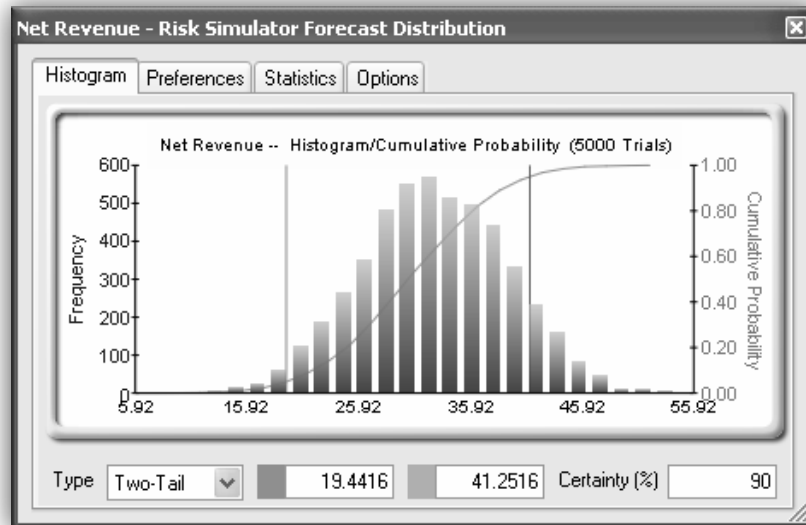 Net Revenue - Risk Simulator Forecast Distribution
Histogram Preferences Statistics Options
Net Revenue -- Histogram/Cumulative Probability (5000 Trials)
Frequency
600
500
400
300
200
100
0
1.00
0.80
0.60
0.40
0.20
0.00
Cumulative Probability
5.92 15.92 25.92 35.92 45.92 55.92
Type Two-Tail 19.4416 41.2516 Certainty (%) 90